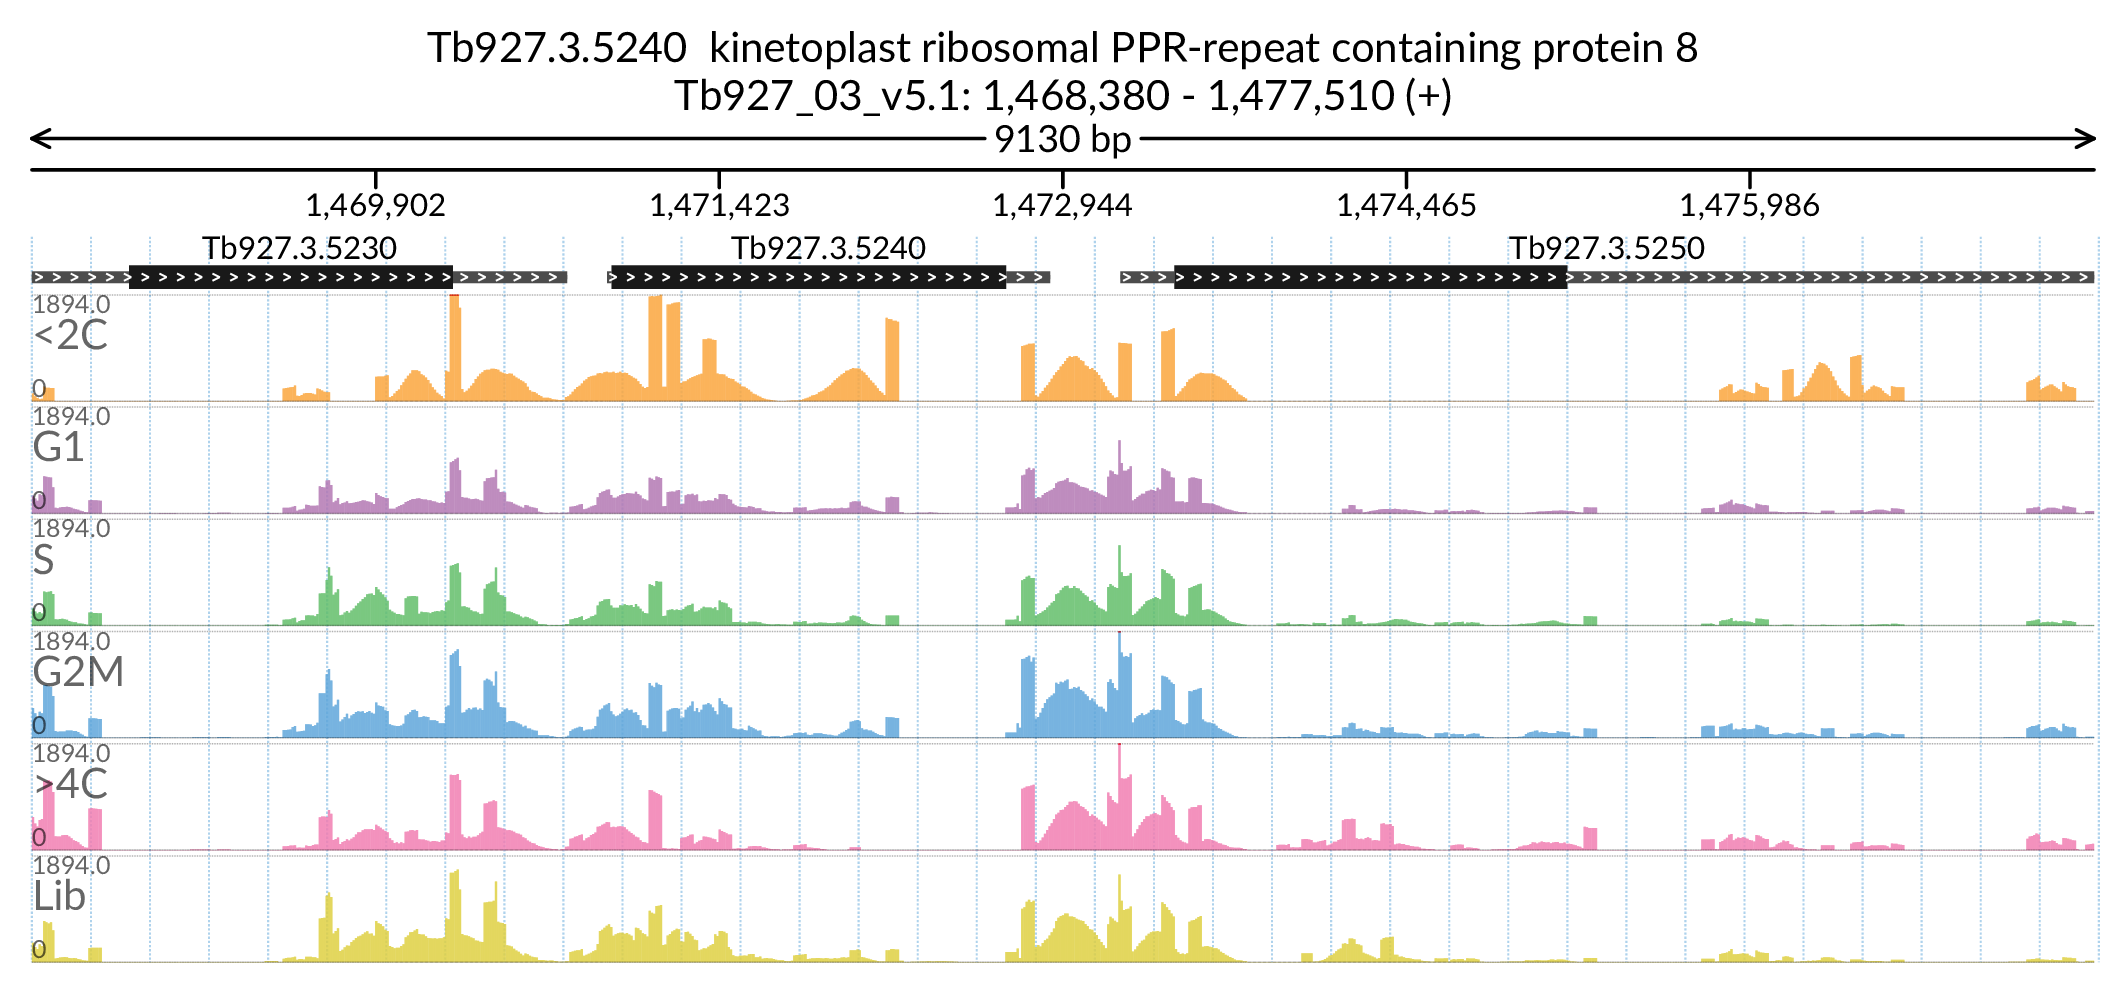 Tb927.3.5240  kinetoplast ribosomal PPR-repeat containing protein 8
Tb927_03_v5.1: 1,468,380 - 1,477,510 (+)
9130 bp
1,469,902 1,471,423 1,472,944 1,474,465 1,475,986
Tb927.3.5230 Tb927.3.5240 Tb927.3.5250
1894.0
<2C
0
1894.0
G1
0
1894.0
S
0
1894.0
G2M
0
1894.0
>4C
0
1894.0
Lib
0